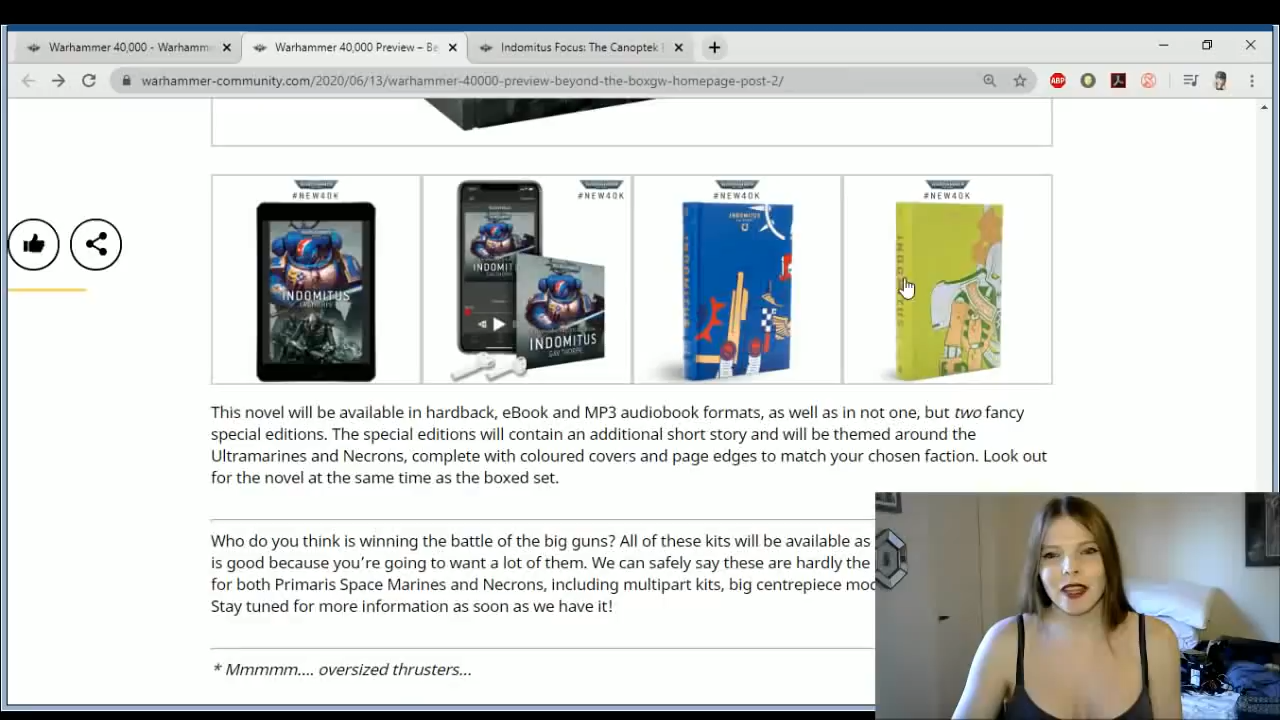 Warhammer 40,000 - Warhamm
Warhammer 40,000 Preview – Be
Indomitus Focus: The Canoptek
warhammer-community.com/2020/06/13/warhammer-40000-preview-beyond-the-boxgw-homepage-post-2/
ABP
#NEW40K
#NEW40K
#NEW40K
#NEW40K
INDOMITUS
INDOMIT
INDOMITUS
GAV THORPE
INDOMITUS
INDOMITUS
This novel will be available in hardback, eBook and MP3 audiobook formats, as well as in not one, but two fancy
special editions. The special editions will contain an additional short story and will be themed around the
Ultramarines and Necrons, complete with coloured covers and page edges to match your chosen faction. Look out
for the novel at the same time as the boxed set.
Who do you think is winning the battle of the big guns? All of these kits will be available as
is good because you're going to want a lot of them. We can safely say these are hardly the
for both Primaris Space Marines and Necrons, including multipart kits, big centrepiece mod
Stay tuned for more information as soon as we have it!
* Mmmmm.... oversized thrusters...